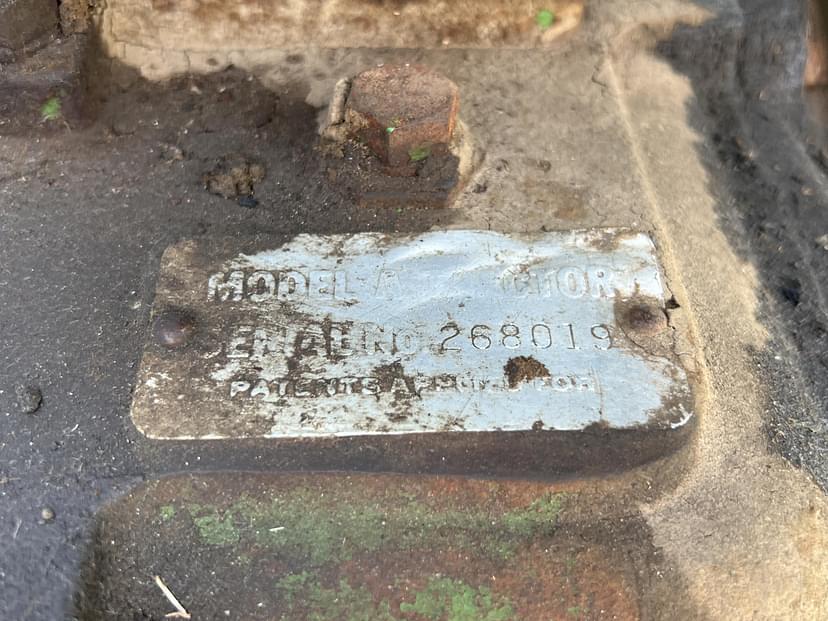 MODEL A TRACTOR
SERIAL NO. 268019
PATENTS APPLIED FOR